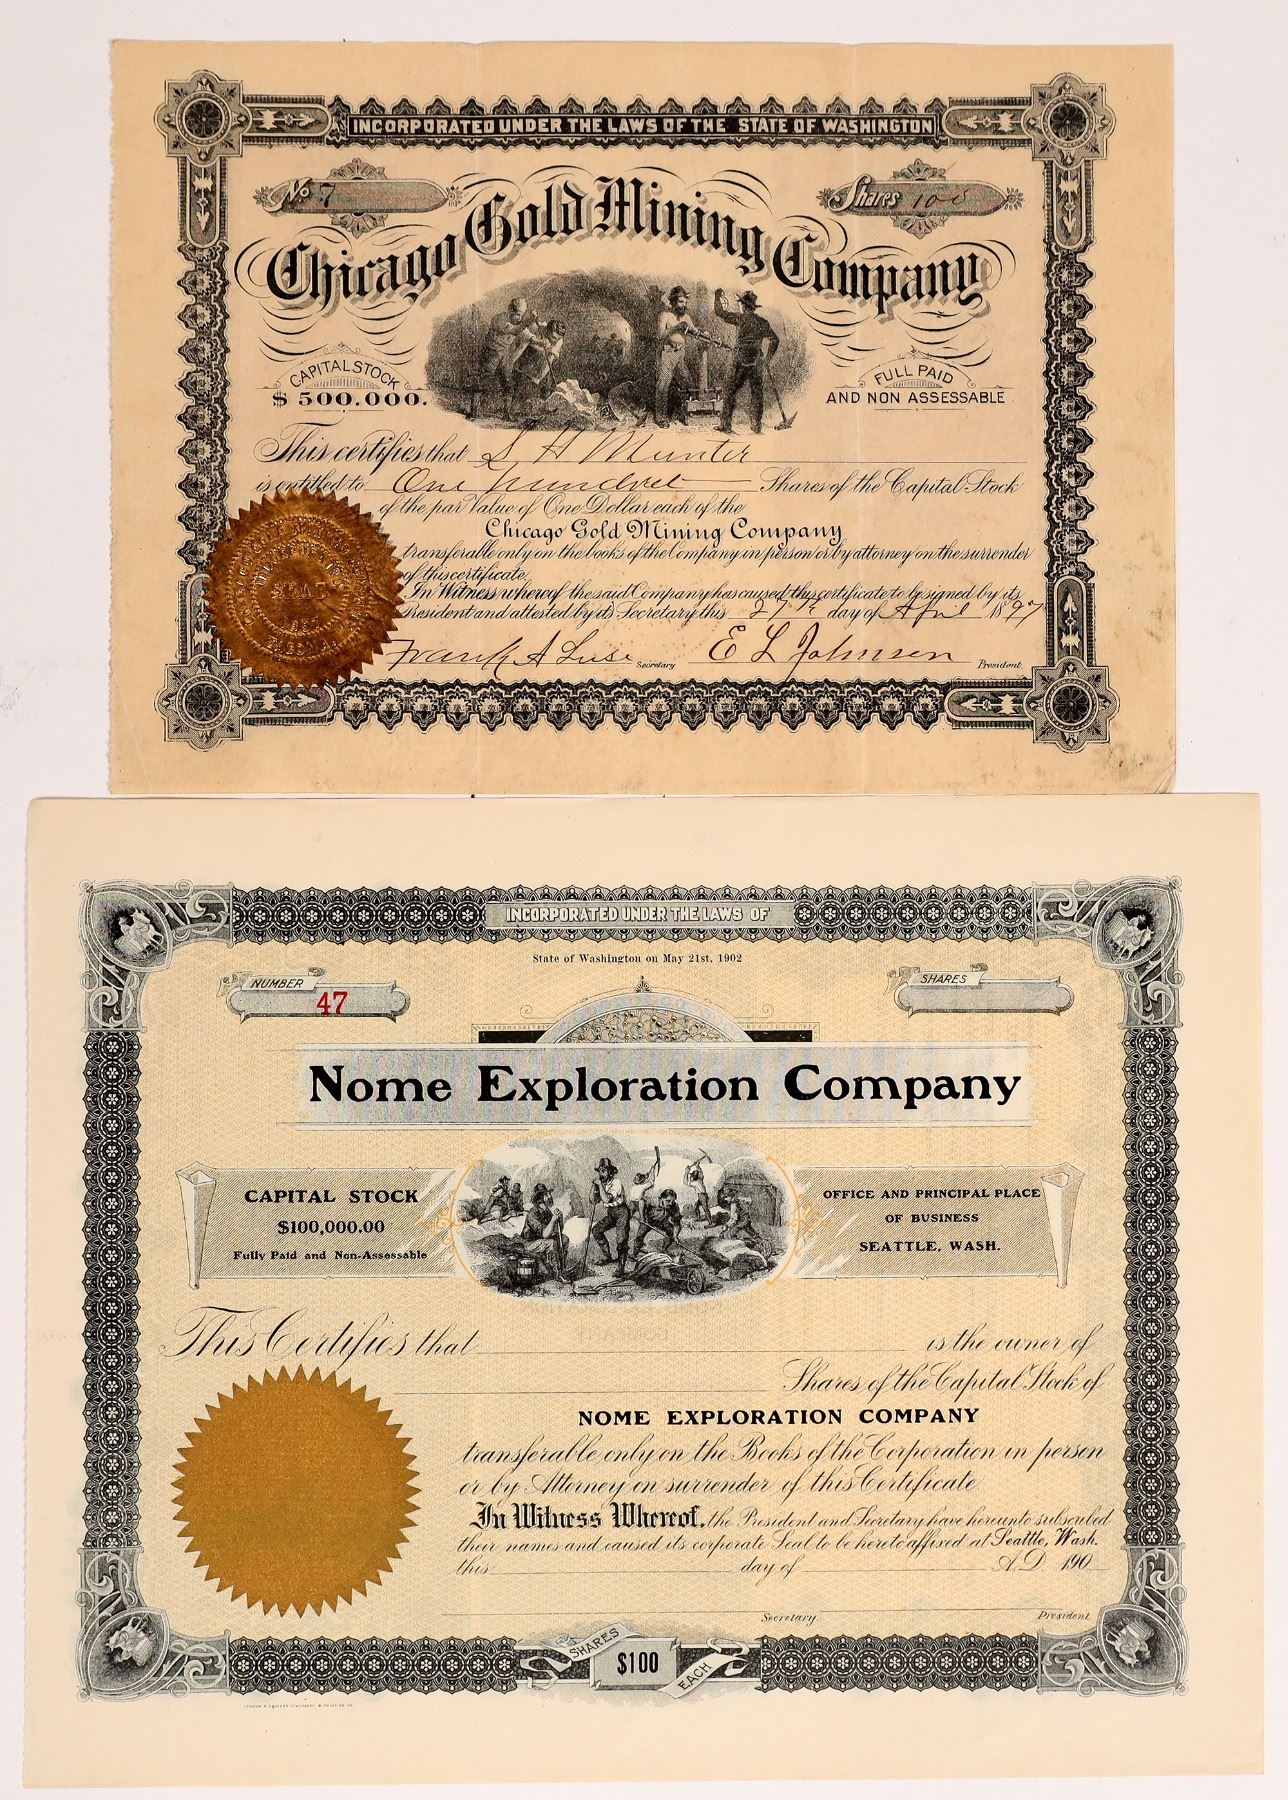 INCORPORATED UNDER THE LAWS OF THE STATE OF WASHINGTON
No 7
Shares 100
Chicago Gold Mining Company
CAPITAL STOCK
$ 500.000.
FULL PAID
AND NON ASSESSABLE
This certifies that S H Munter
is entitled to One hundred Shares of the Capital Stock
of the par Value of One Dollar each of the
Chicago Gold Mining Company
transferable only on the books of the Company in person or by attorney on the surrender
of this certificate.
In Witness whereof the said Company has caused this certificate to be signed by its
President and attested by its Secretary this 27th day of April 1897
SEAL
Frank A Luse Secretary E L Johnsen President
INCORPORATED UNDER THE LAWS OF
State of Washington on May 21st, 1902
NUMBER
47
SHARES
Nome Exploration Company
CAPITAL STOCK
$100,000.00
Fully Paid and Non-Assessable
OFFICE AND PRINCIPAL PLACE
OF BUSINESS
SEATTLE, WASH.
This Certifies that is the owner of
Shares of the Capital Stock of
NOME EXPLORATION COMPANY
transferable only on the Books of the Corporation in person
or by Attorney on surrender of this Certificate
In Witness Whereof, the President and Secretary have hereunto subscribed
their names and caused its corporate Seal to be hereto affixed at Seattle, Wash.
this day of A.D. 190
Secretary. President
SHARES
$100
EACH